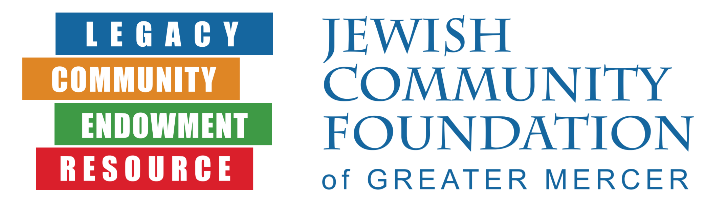 LEGACY
COMMUNITY
ENDOWMENT
RESOURCE
JEWISH
COMMUNITY
FOUNDATION
of GREATER MERCER